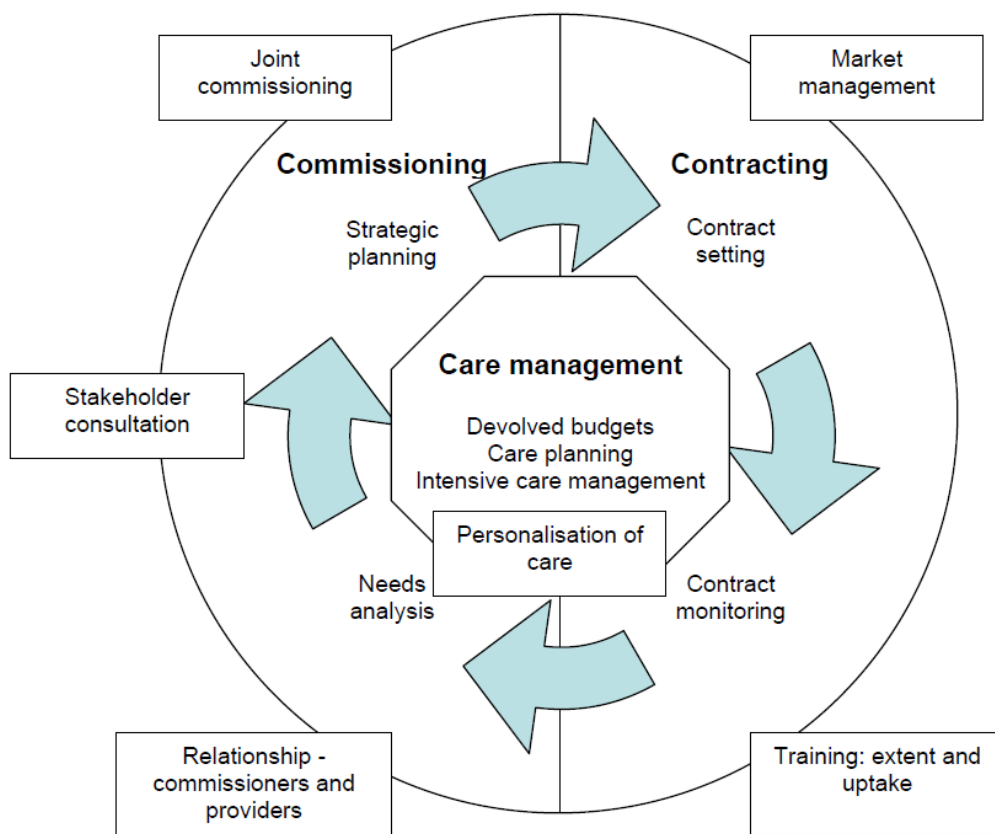 Joint
commissioning
Market
management
Commissioning
Contracting
Strategic
planning
Contract
setting
Care management
Stakeholder
consultation
Devolved budgets
Care planning
Intensive care management
Personalisation of
care
Needs
analysis
Contract
monitoring
Relationship -
commissioners and
providers
Training: extent and
uptake